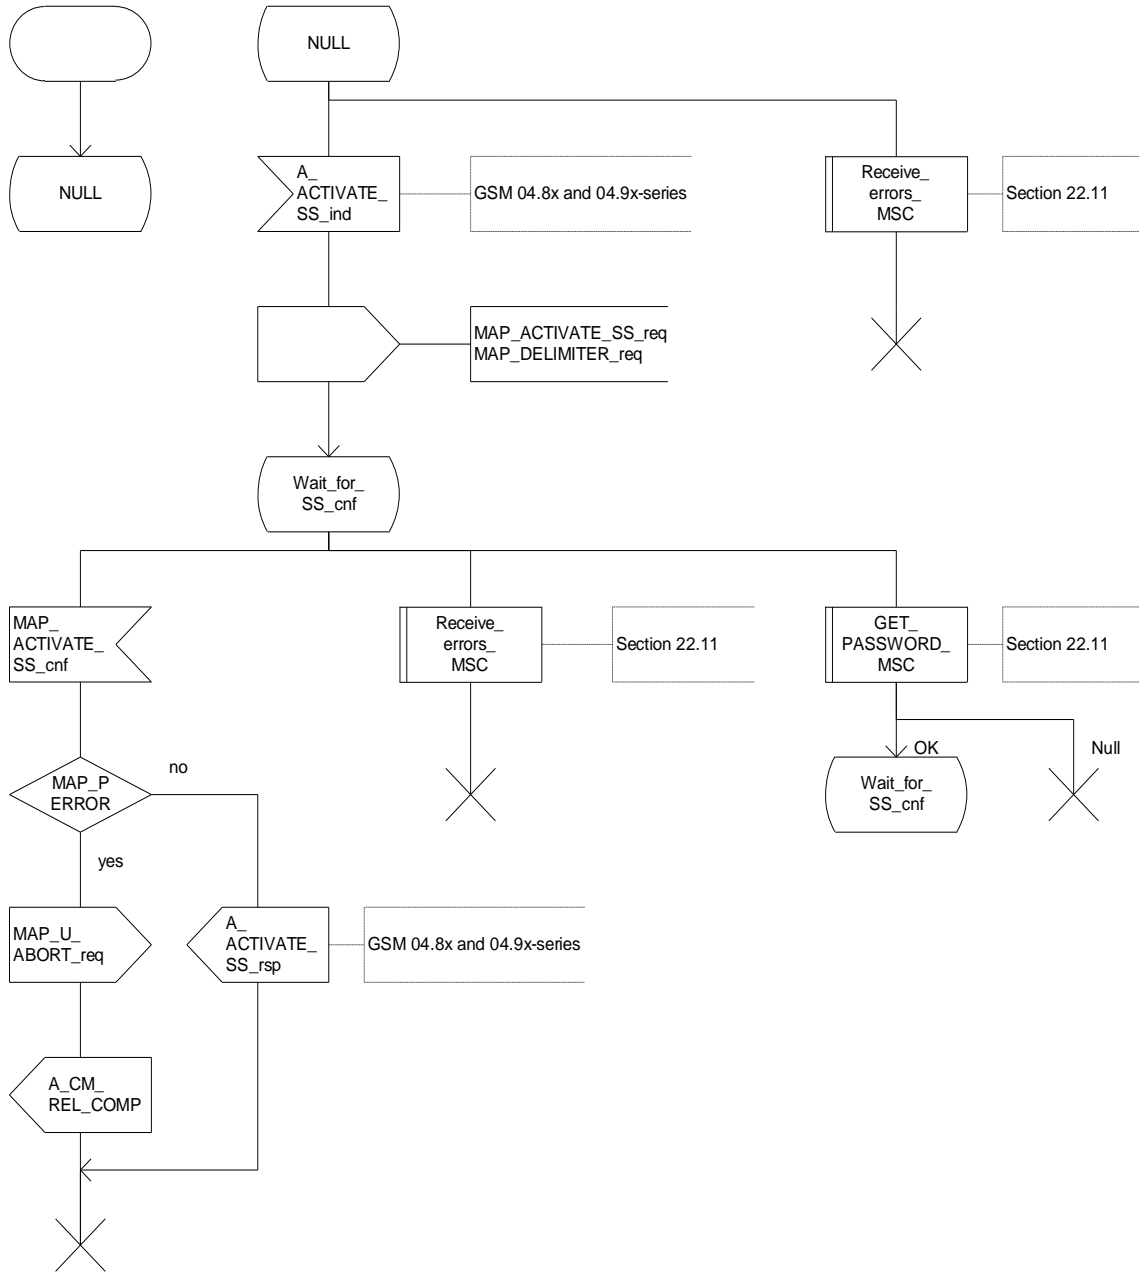 NULL
NULL
A_
ACTIVATE_
SS_ind
GSM 04.8x and 04.9x-series
Receive_
errors_
MSC
Section 22.11
MAP_ACTIVATE_SS_req
MAP_DELIMITER_req
Wait_for_
SS_cnf
MAP_
ACTIVATE_
SS_cnf
Receive_
errors_
MSC
Section 22.11
GET_
PASSWORD_
MSC
Section 22.11
OK
Null
Wait_for_
SS_cnf
MAP_P
ERROR
no
yes
MAP_U_
ABORT_req
A_
ACTIVATE_
SS_rsp
GSM 04.8x and 04.9x-series
A_CM_
REL_COMP